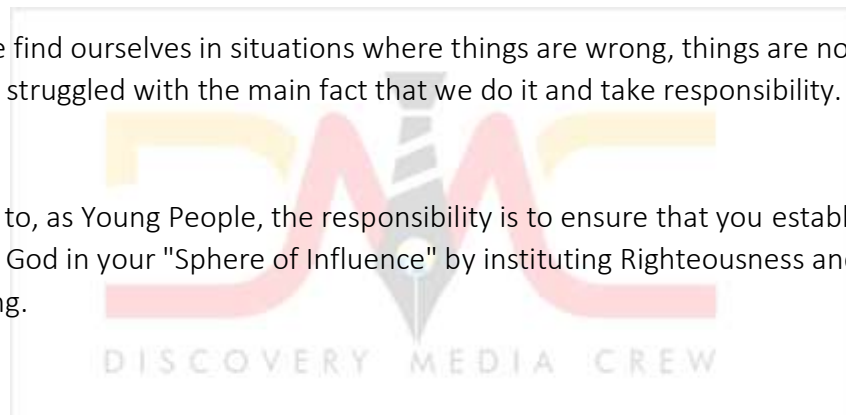 find ourselves in situations where things are wrong, things are no
struggled with the main fact that we do it and take responsibility.
to, as Young People, the responsibility is to ensure that you establ
God in your "Sphere of Influence" by instituting Righteousness and
g.
DMC
DISCOVERY MEDIA CREW